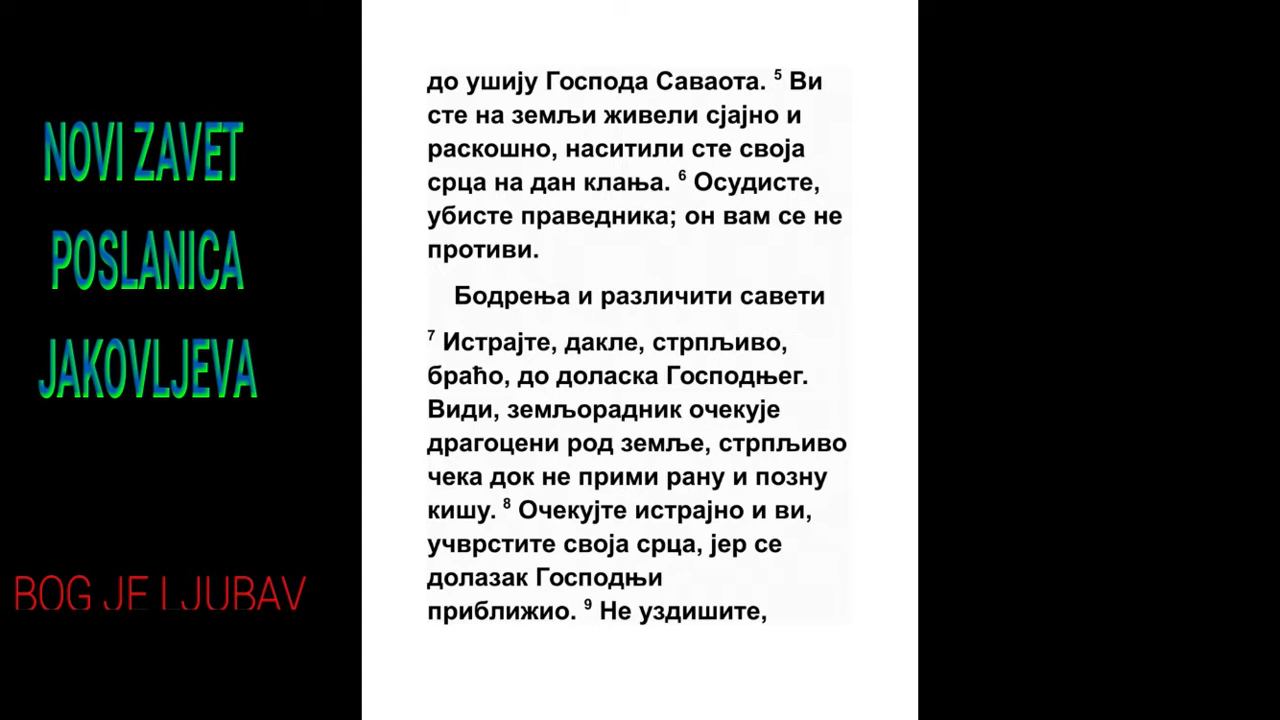 NOVI ZAVET
POSLANICA
JAKOVLJEVA
BOG JE LJUBAV
до ушију Господа Саваота. 5 Ви
сте на земљи живели сјајно и
раскошно, наситили сте своја
срца на дан клања. 6 Осудисте,
убисте праведника; он вам се не
противи.
Бодрења и различити савети
7 Истрајте, дакле, стрпљиво,
браћо, до доласка Господњег.
Види, земљорадник очекује
драгоцени род земље, стрпљиво
чека док не прими рану и позну
кишу. 8 Очекујте истрајно и ви,
учврстите своја срца, јер се
долазак Господњи
приближио. 9 Не уздишите,